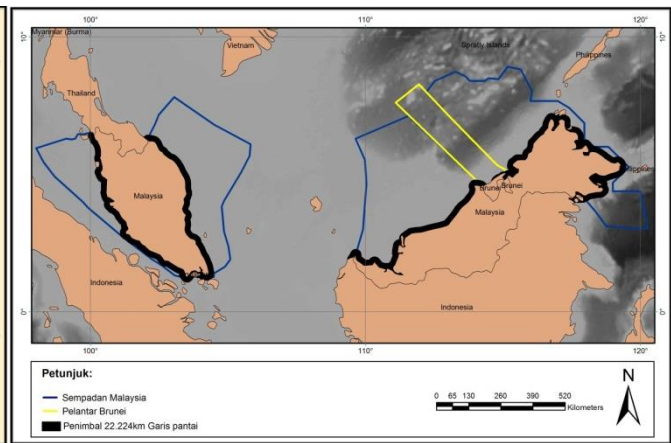 100°
110°
120°
10°
10°
Myanmar (Burma)
Vietnam
Spratly Islands
Philippines
Thailand
Malaysia
Brunei
Brunei
Malaysia
Indonesia
Indonesia
0°
0°
100°
110°
120°
Petunjuk:
Sempadan Malaysia
Pelantar Brunei
Penimbal 22.224km Garis pantai
0 65 130 260 390 520
Kilometers
N